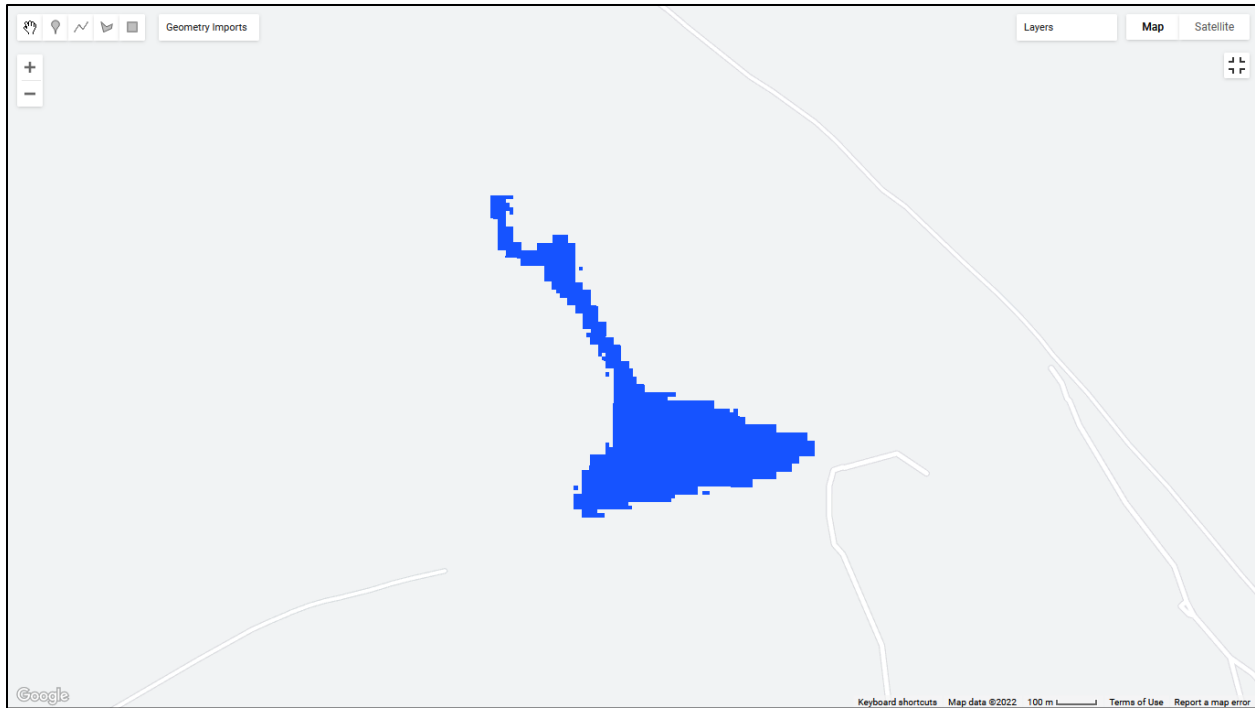 Geometry Imports
Layers
Map
Satellite
+
−
Google
Keyboard shortcuts
Map data ©2022
100 m
Terms of Use
Report a map error